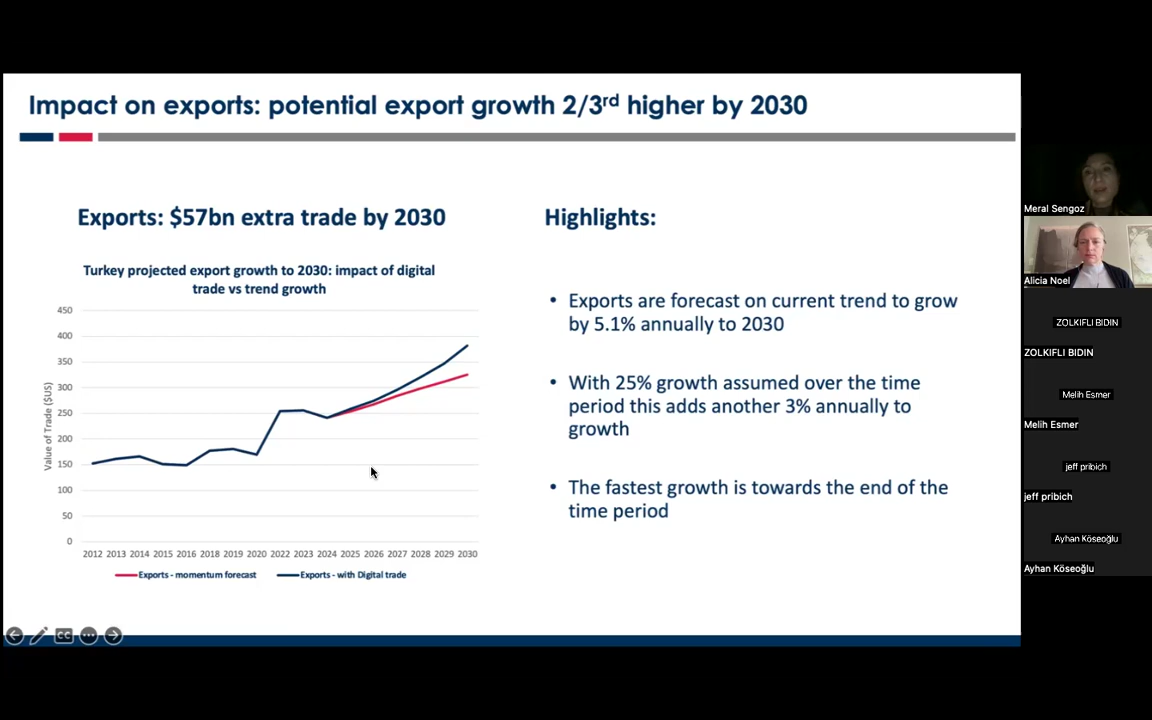 Impact on exports: potential export growth 2/3rd higher by 2030
Exports: $57bn extra trade by 2030
Turkey projected export growth to 2030: impact of digital
trade vs trend growth
Value of Trade ($US)
450
400
350
300
250
200
150
100
50
0
2012 2013 2014 2015 2016 2018 2019 2020 2022 2023 2024 2025 2026 2027 2028 2029 2030
Exports - momentum forecast Exports - with Digital trade
Highlights:
• Exports are forecast on current trend to grow
by 5.1% annually to 2030
• With 25% growth assumed over the time
period this adds another 3% annually to
growth
• The fastest growth is towards the end of the
time period
CC
Meral Sengoz
Alicia Noel
ZOLKIFLI BIDIN
ZOLKIFLI BIDIN
Melih Esmer
Melih Esmer
jeff pribich
jeff pribich
Ayhan Köseoğlu
Ayhan Köseoğlu